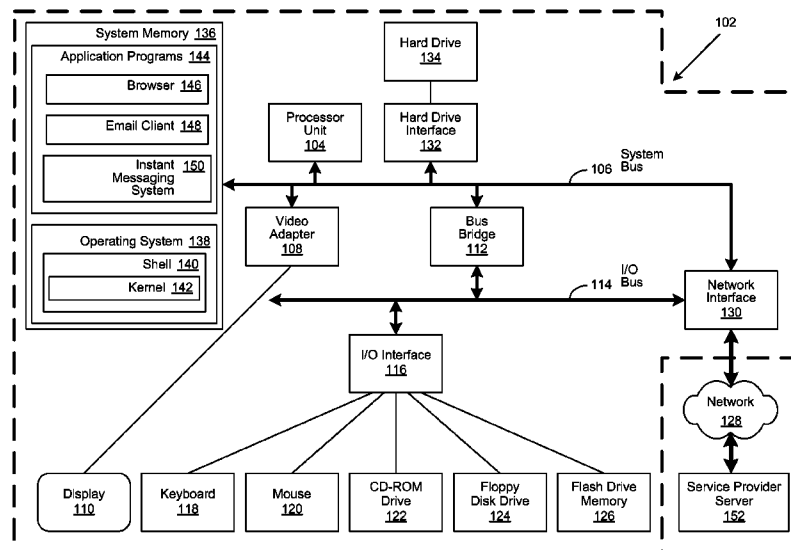 System Memory 136
Application Programs 144
Browser 146
Email Client 148
Instant 150
Messaging
System
Operating System 138
Shell 140
Kernel 142
Hard Drive
134
102
Processor
Unit
104
Hard Drive
Interface
132
106
System
Bus
Video
Adapter
108
Bus
Bridge
112
114
I/O
Bus
Network
Interface
130
I/O Interface
116
Network
128
Display
110
Keyboard
118
Mouse
120
CD-ROM
Drive
122
Floppy
Disk Drive
124
Flash Drive
Memory
126
Service Provider
Server
152